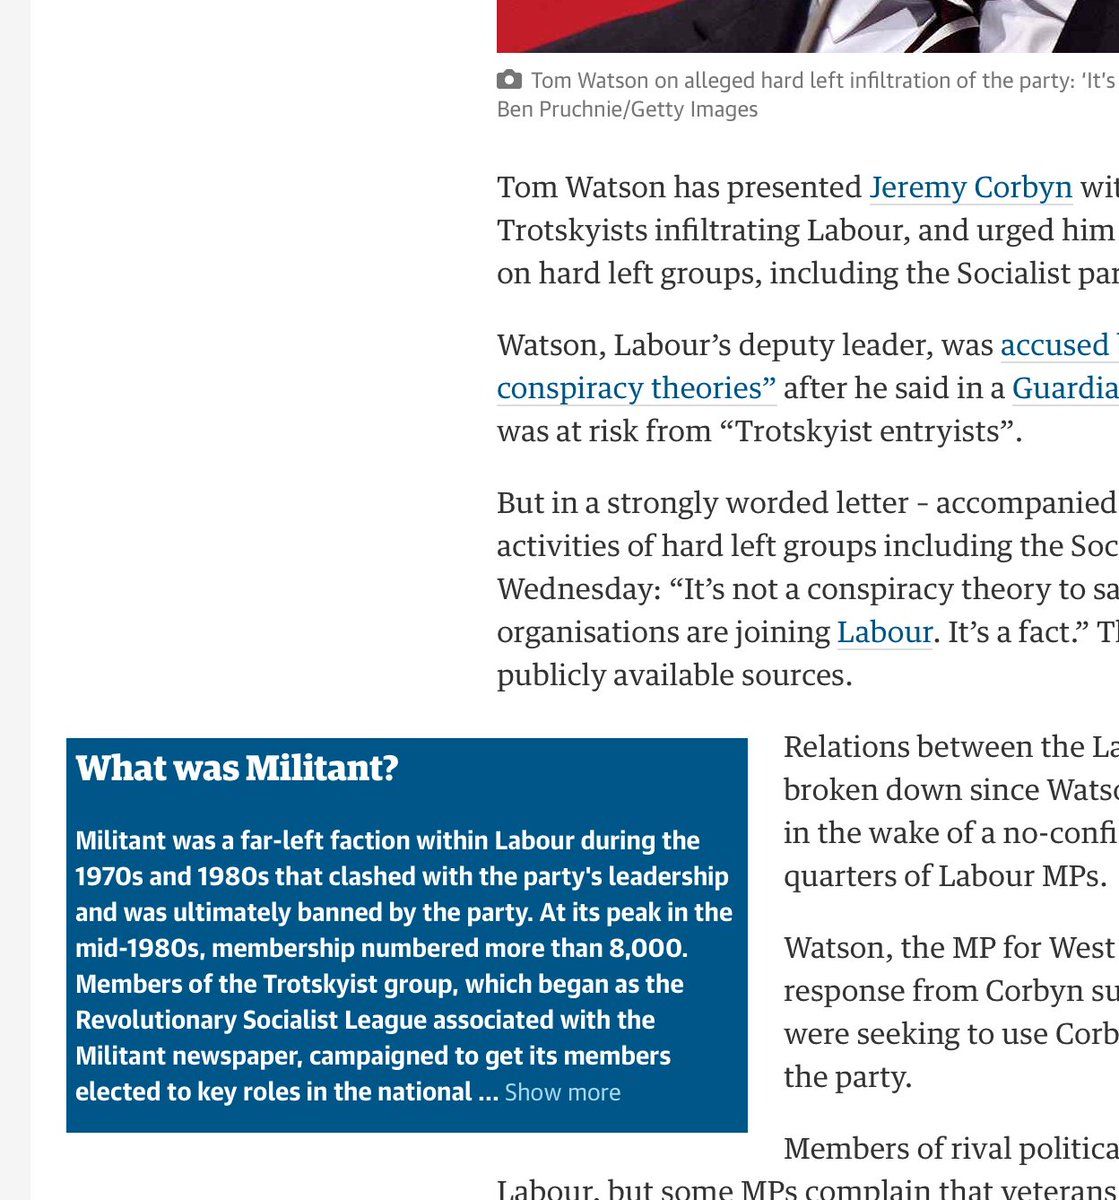 Tom Watson on alleged hard left infiltration of the party: ‘It’s
Ben Pruchnie/Getty Images
Tom Watson has presented Jeremy Corbyn wit
Trotskyists infiltrating Labour, and urged him
on hard left groups, including the Socialist par
Watson, Labour’s deputy leader, was accused
conspiracy theories” after he said in a Guardia
was at risk from “Trotskyist entryists”.
But in a strongly worded letter – accompanied
activities of hard left groups including the Soc
Wednesday: “It’s not a conspiracy theory to sa
organisations are joining Labour. It’s a fact.” Th
publicly available sources.
What was Militant?
Militant was a far-left faction within Labour during the
1970s and 1980s that clashed with the party's leadership
and was ultimately banned by the party. At its peak in the
mid-1980s, membership numbered more than 8,000.
Members of the Trotskyist group, which began as the
Revolutionary Socialist League associated with the
Militant newspaper, campaigned to get its members
elected to key roles in the national ... Show more
Relations between the La
broken down since Watso
in the wake of a no-confi
quarters of Labour MPs.
Watson, the MP for West
response from Corbyn su
were seeking to use Corb
the party.
Members of rival politica
Labour, but some MPs complain that veterans